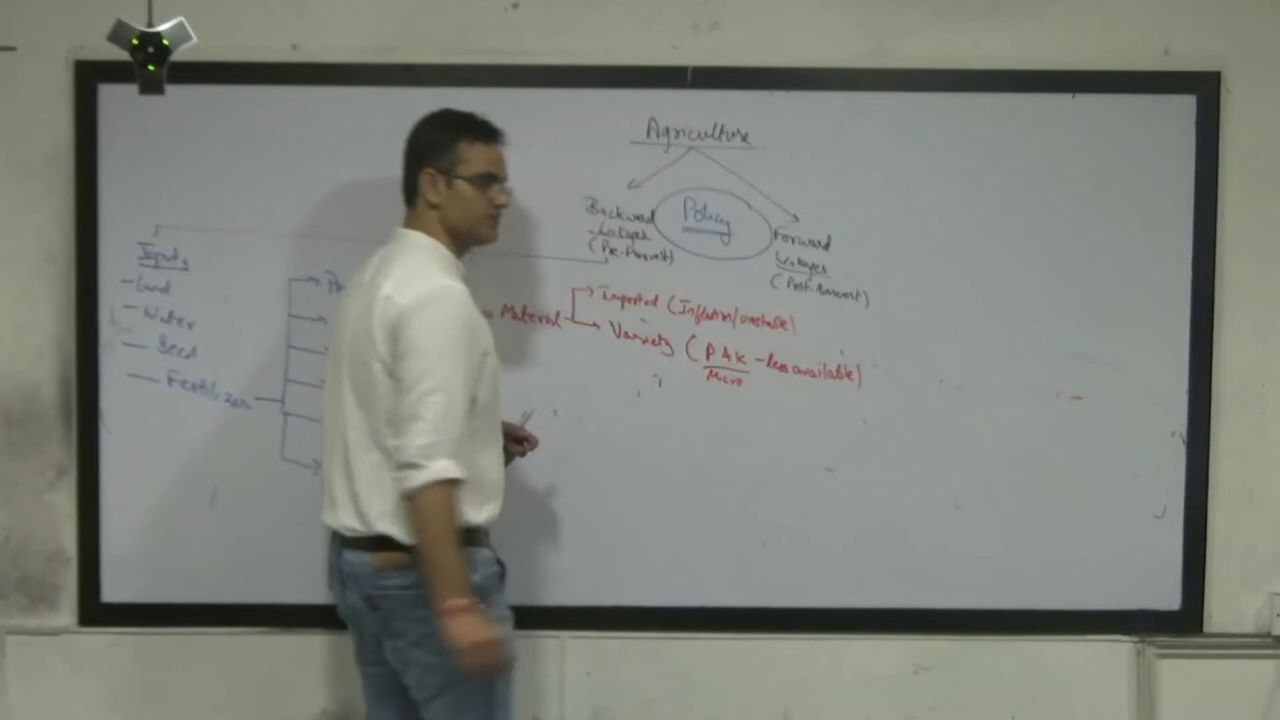 Agriculture
Policy
Backward
Linkages
(Pre-Harvest)
Forward
Linkages
(Post-Harvest)
Inputs
- Land
- Water
- Seed
- Fertilizer
Material
Imported (Inflation/unstable)
Variety (P & K - less available)
Micro